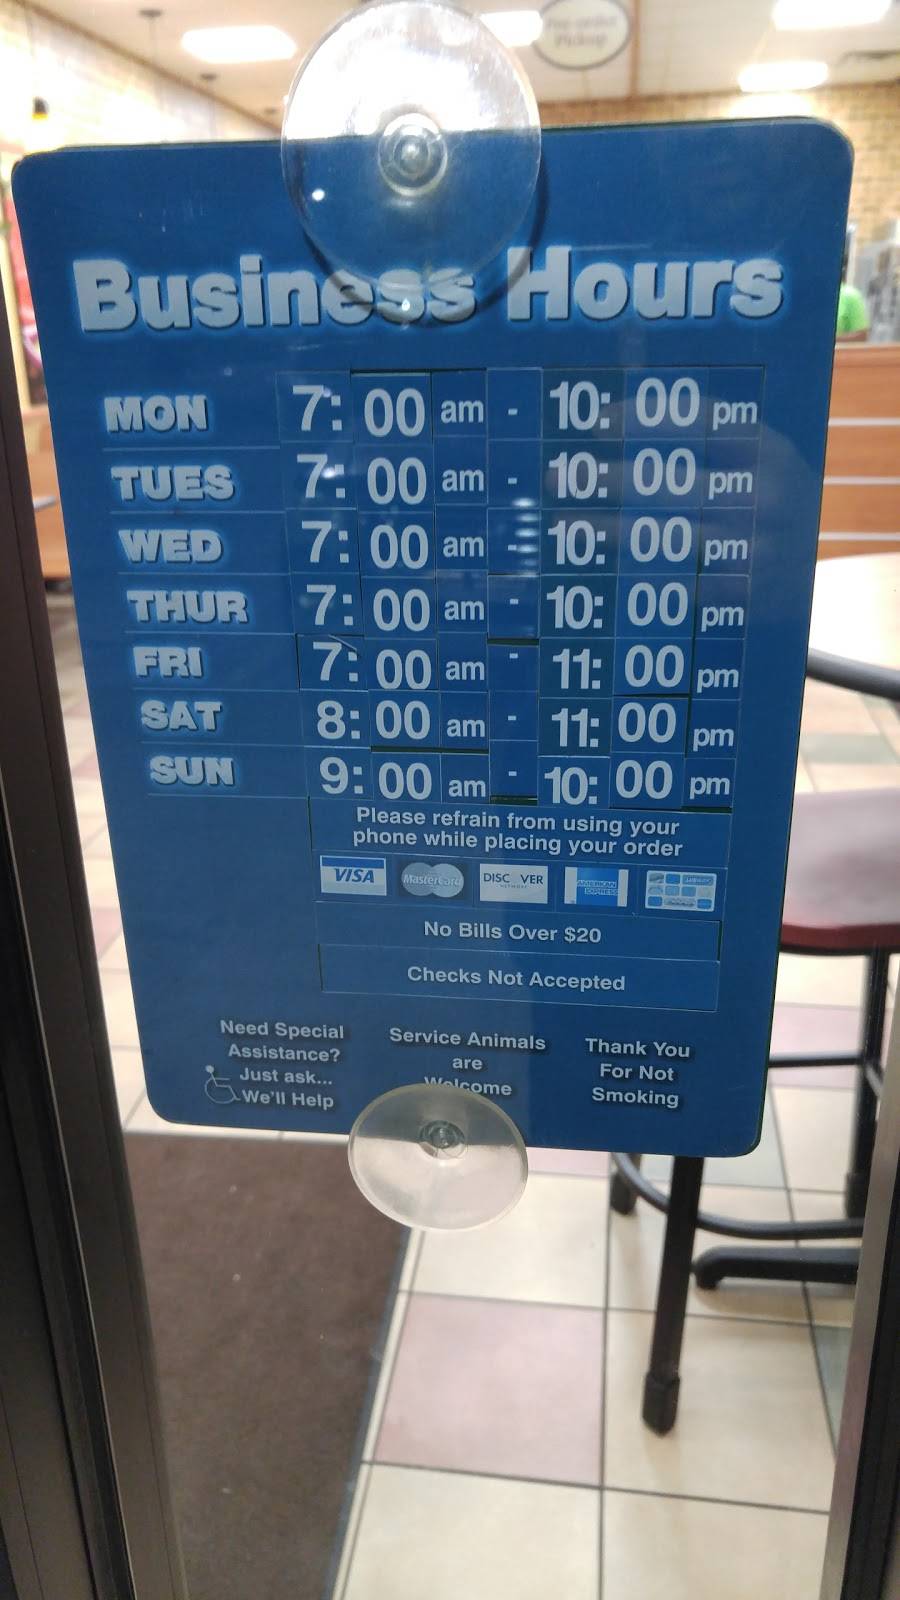 Pickup
Business Hours
MON 7:00 am - 10:00 pm
TUES 7:00 am - 10:00 pm
WED 7:00 am - 10:00 pm
THUR 7:00 am - 10:00 pm
FRI 7:00 am - 11:00 pm
SAT 8:00 am - 11:00 pm
SUN 9:00 am - 10:00 pm
Please refrain from using your
phone while placing your order
VISA MasterCard DISC VER AMERICAN
NETWORK EXPRESS
No Bills Over $20
Checks Not Accepted
Need Special
Assistance?
Just ask...
We'll Help
Service Animals
are
Welcome
Thank You
For Not
Smoking